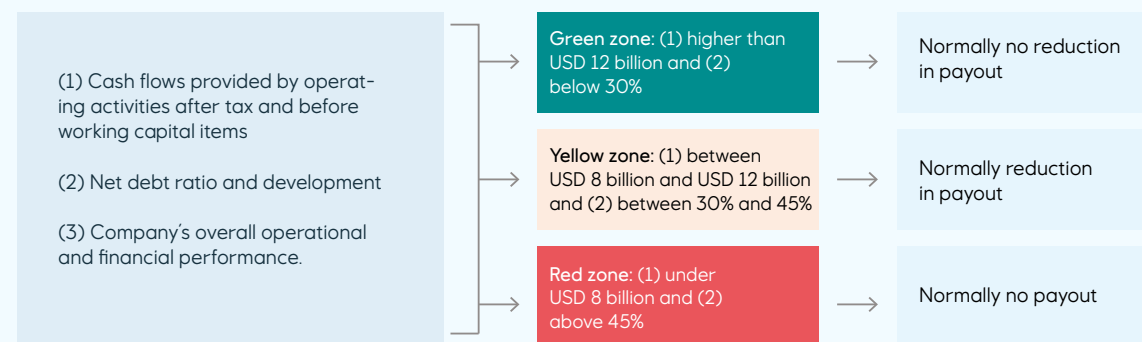 (1) Cash flows provided by operat-
ing activities after tax and before
working capital items
(2) Net debt ratio and development
(3) Company´s overall operational
and financial performance.
Green zone: (1) higher than
USD 12 billion and (2)
below 30%
Normally no reduction
in payout
Yellow zone: (1) between
USD 8 billion and USD 12 billion
and (2) between 30% and 45%
Normally reduction
in payout
Red zone: (1) under
USD 8 billion and (2)
above 45%
Normally no payout